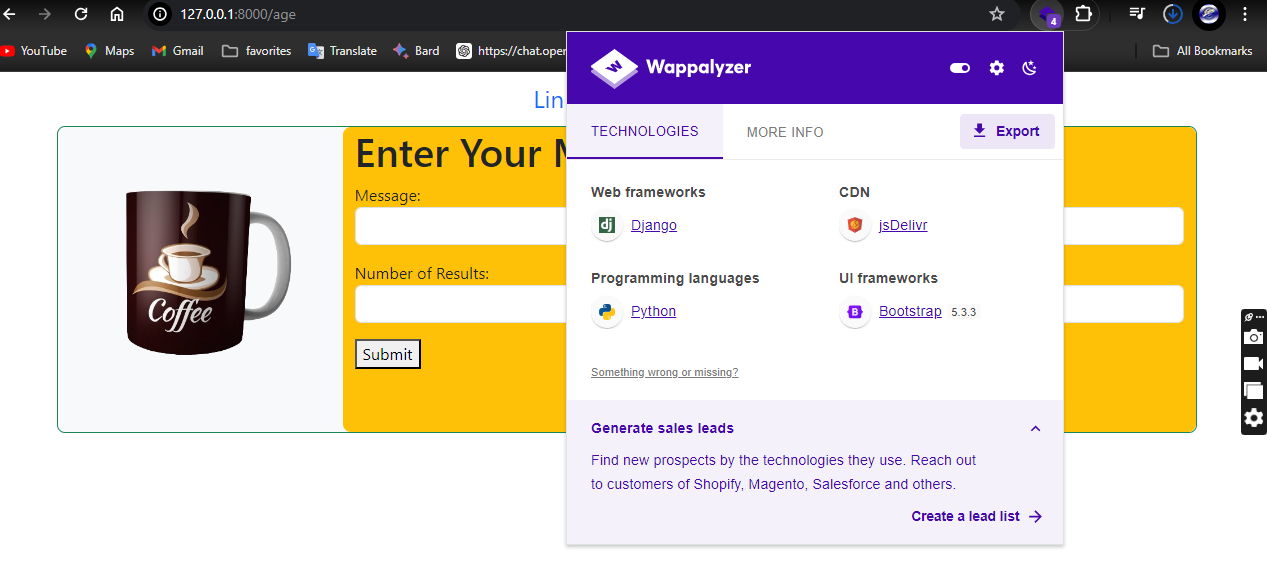 127.0.0.1:8000/age
4
YouTube Maps Gmail favorites Translate Bard https://chat.oper All Bookmarks
Wappalyzer
Lin
TECHNOLOGIES MORE INFO Export
Enter Your
Message:
Number of Results:
Submit
Coffee
Web frameworks CDN
Django jsDelivr
Programming languages UI frameworks
Python Bootstrap 5.3.3
Something wrong or missing?
Generate sales leads
Find new prospects by the technologies they use. Reach out
to customers of Shopify, Magento, Salesforce and others.
Create a lead list